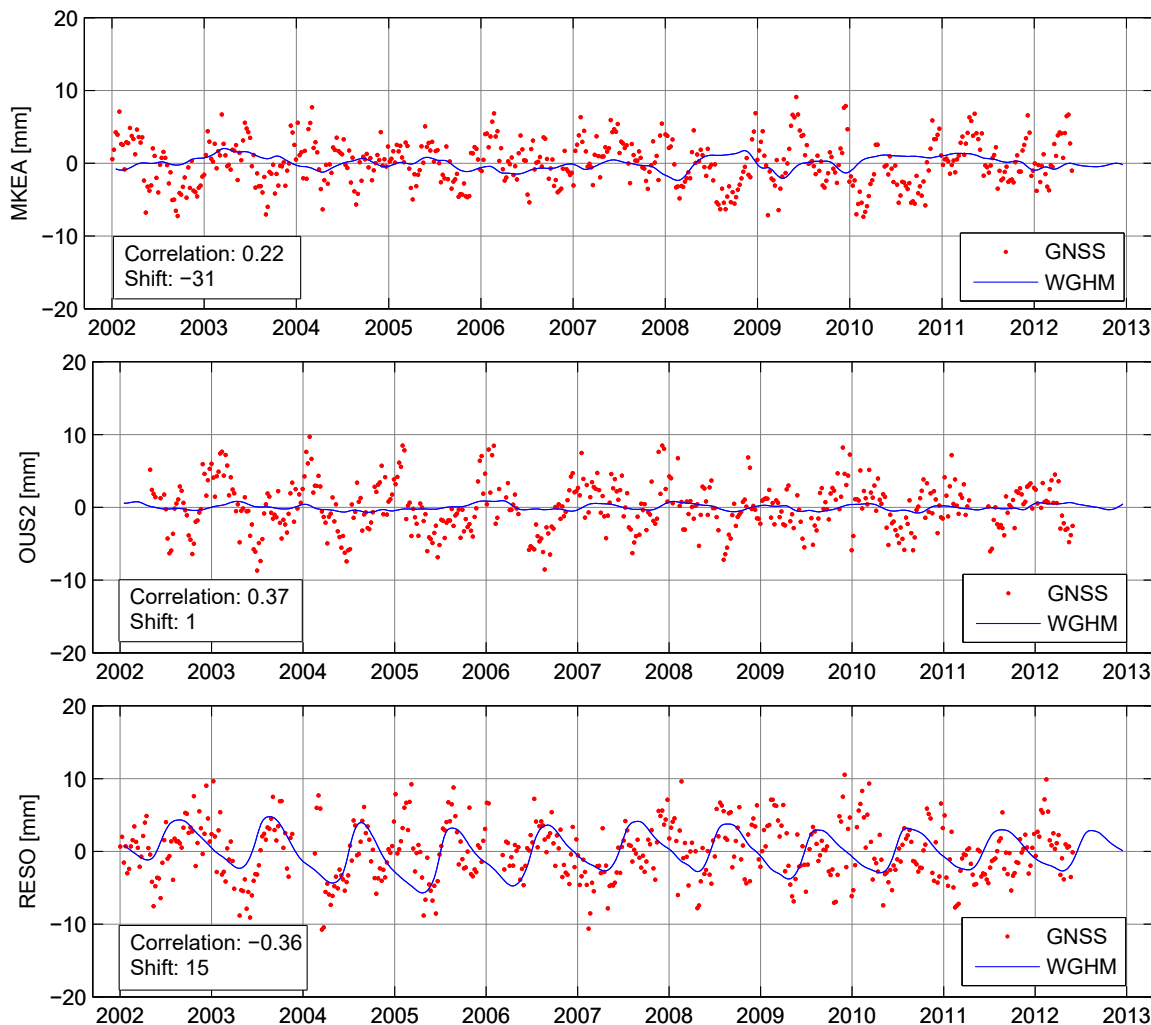 20
10
0
−10
−20
MKEA [mm]
Correlation: 0.22
Shift: −31
GNSS
WGHM
2002 2003 2004 2005 2006 2007 2008 2009 2010 2011 2012 2013
20
10
0
−10
−20
OUS2 [mm]
Correlation: 0.37
Shift: 1
GNSS
WGHM
2002 2003 2004 2005 2006 2007 2008 2009 2010 2011 2012 2013
20
10
0
−10
−20
RESO [mm]
Correlation: −0.36
Shift: 15
GNSS
WGHM
2002 2003 2004 2005 2006 2007 2008 2009 2010 2011 2012 2013